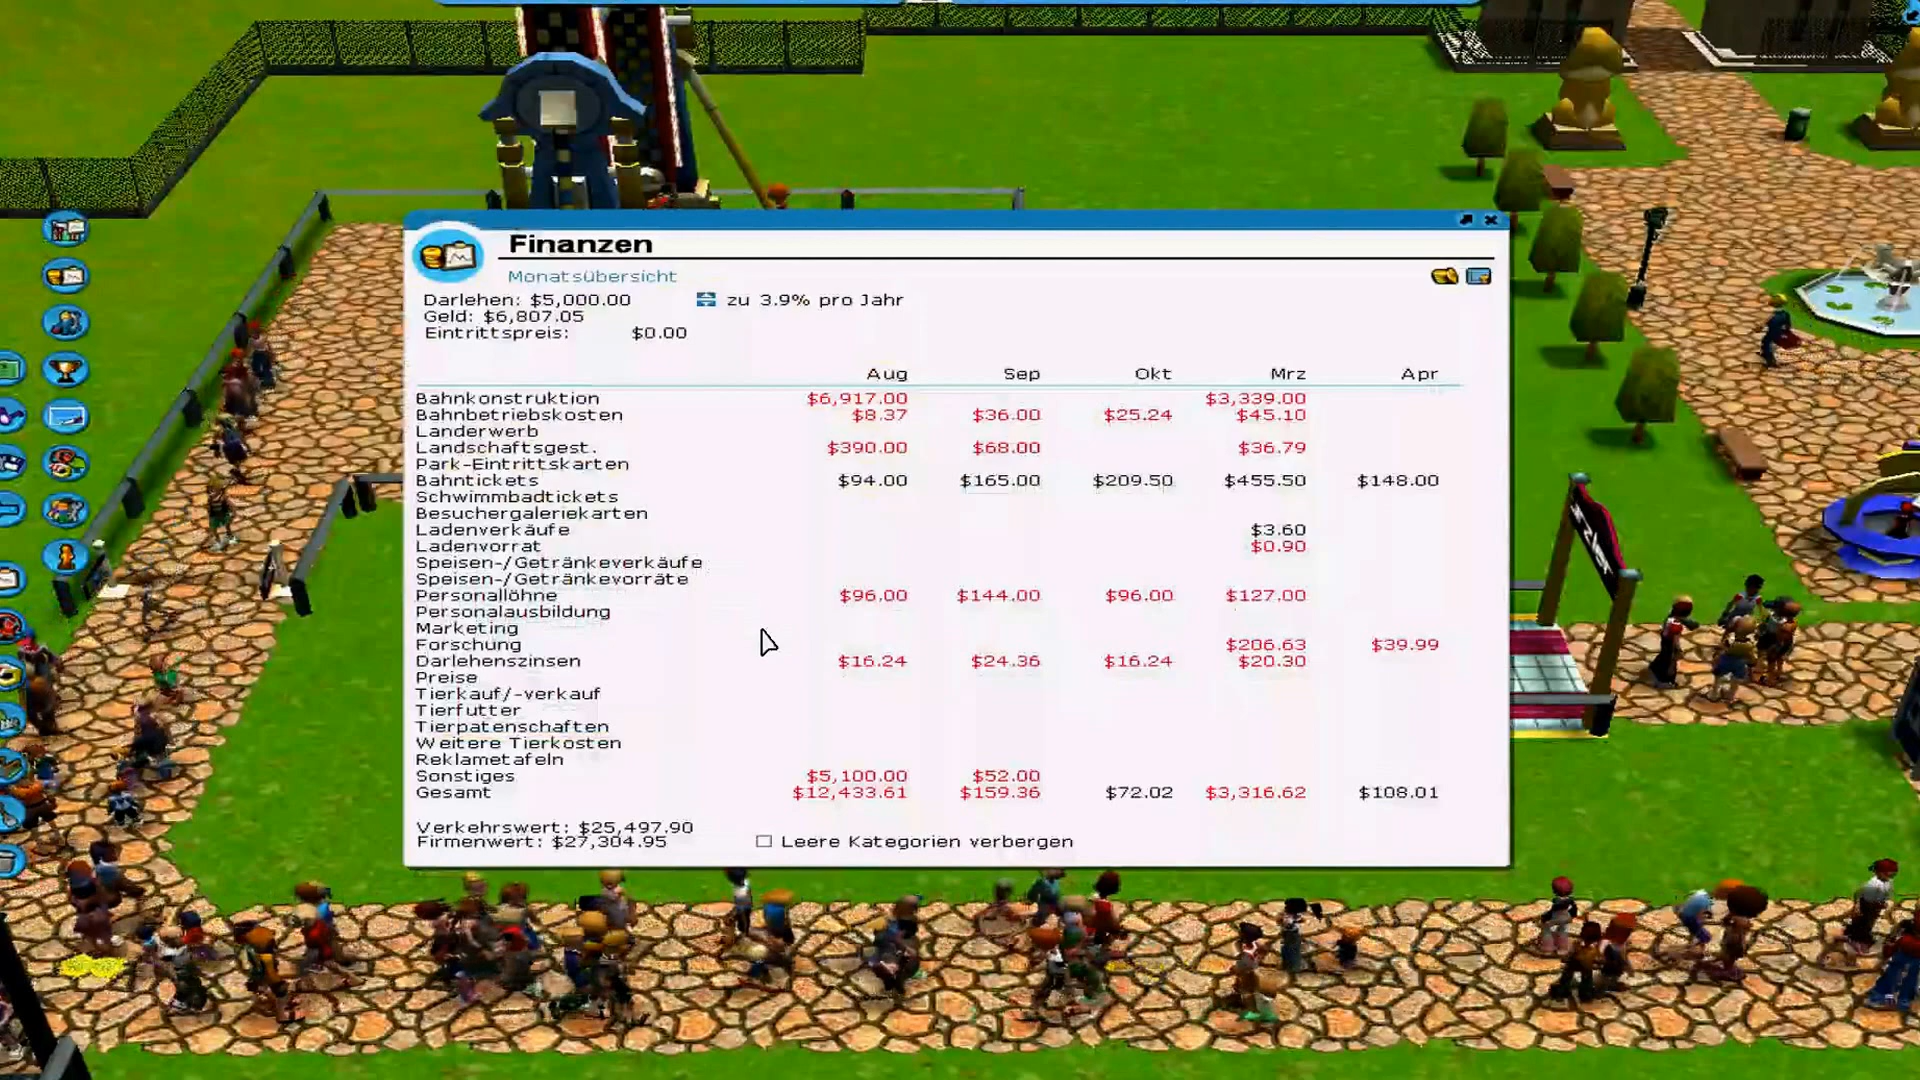 Finanzen
Monatsübersicht
Darlehen: $5,000.00 zu 3.9% pro Jahr
Geld: $6,807.05
Eintrittspreis: $0.00
Aug Sep Okt Mrz Apr
Bahnkonstruktion $6,917.00 $3,339.00
Bahnbetriebskosten $8.37 $36.00 $25.24 $45.10
Landerwerb
Landschaftsgest. $390.00 $68.00 $36.79
Park-Eintrittskarten
Bahntickets $94.00 $165.00 $209.50 $455.50 $148.00
Schwimmbadtickets
Besuchergaleriekarten
Ladenverkäufe $3.60
Ladenvorrat $0.90
Speisen-/Getränkeverkäufe
Speisen-/Getränkevorräte
Personallöhne $96.00 $144.00 $96.00 $127.00
Personalausbildung
Marketing
Forschung $206.63 $39.99
Darlehenszinsen $16.24 $24.36 $16.24 $20.30
Preise
Tierkauf/-verkauf
Tierfutter
Tierpatenschaften
Weitere Tierkosten
Reklametafeln
Sonstiges $5,100.00 $52.00
Gesamt $12,433.61 $159.36 $72.02 $3,316.62 $108.01
Verkehrswert: $25,497.90
Firmenwert: $27,304.95 Leere Kategorien verbergen